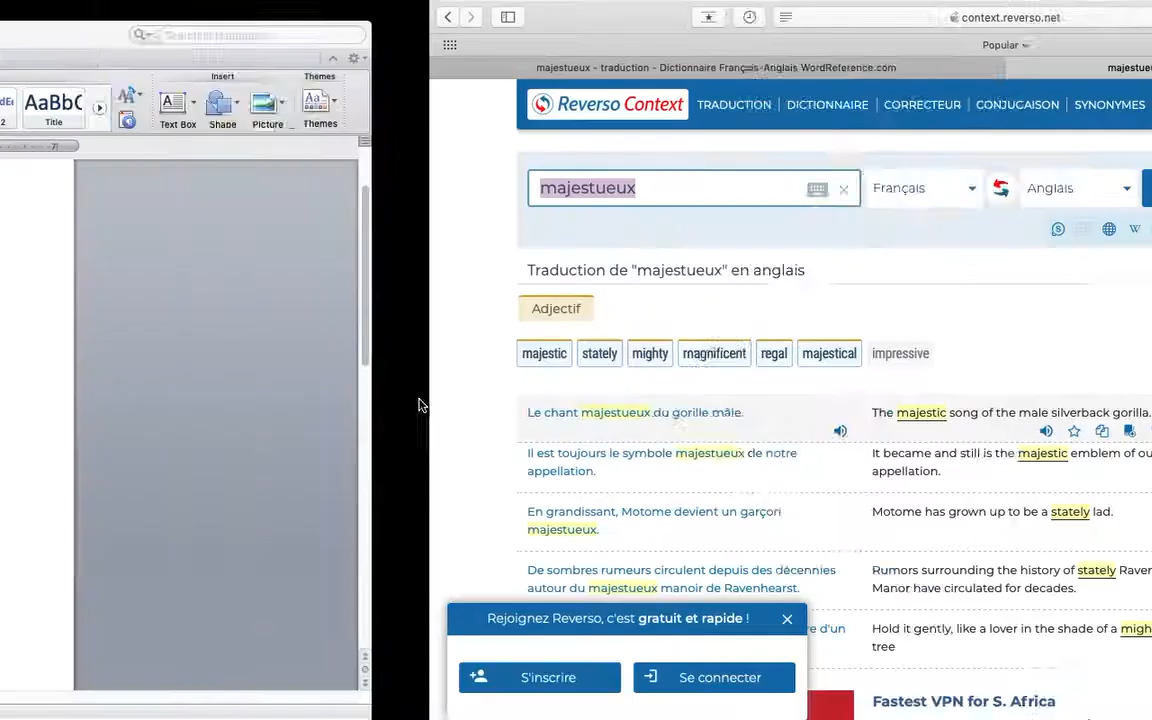 Insert
Themes
AaBbC
2
Title
Text Box
Shape
Picture
Themes
context.reverso.net
Popular
majestueux - traduction - Dictionnaire Français-Anglais WordReference.com
Reverso Context
TRADUCTION
DICTIONNAIRE
CORRECTEUR
CONJUCAISON
SYNONYMES
majestueux
Français
Anglais
W
Traduction de "majestueux" en anglais
Adjectif
majestic
stately
mighty
magnificent
regal
majestical
impressive
Le chant majestueux du gorille mâle.
The majestic song of the male silverback gorilla.
Il est toujours le symbole majestueux de notre
appellation.
It became and still is the majestic emblem of
appellation.
En grandissant, Motome devient un garçon
majestueux.
Motome has grown up to be a stately lad.
De sombres rumeurs circulent depuis des décennies
autour du majestueux manoir de Ravenhearst.
Rumors surrounding the history of stately
Manor have circulated for decades.
d'un
Hold it gently, like a lover in the shade of a
tree
Rejoignez Reverso, c'est gratuit et rapide !
S'inscrire
Se connecter
Fastest VPN for S. Africa